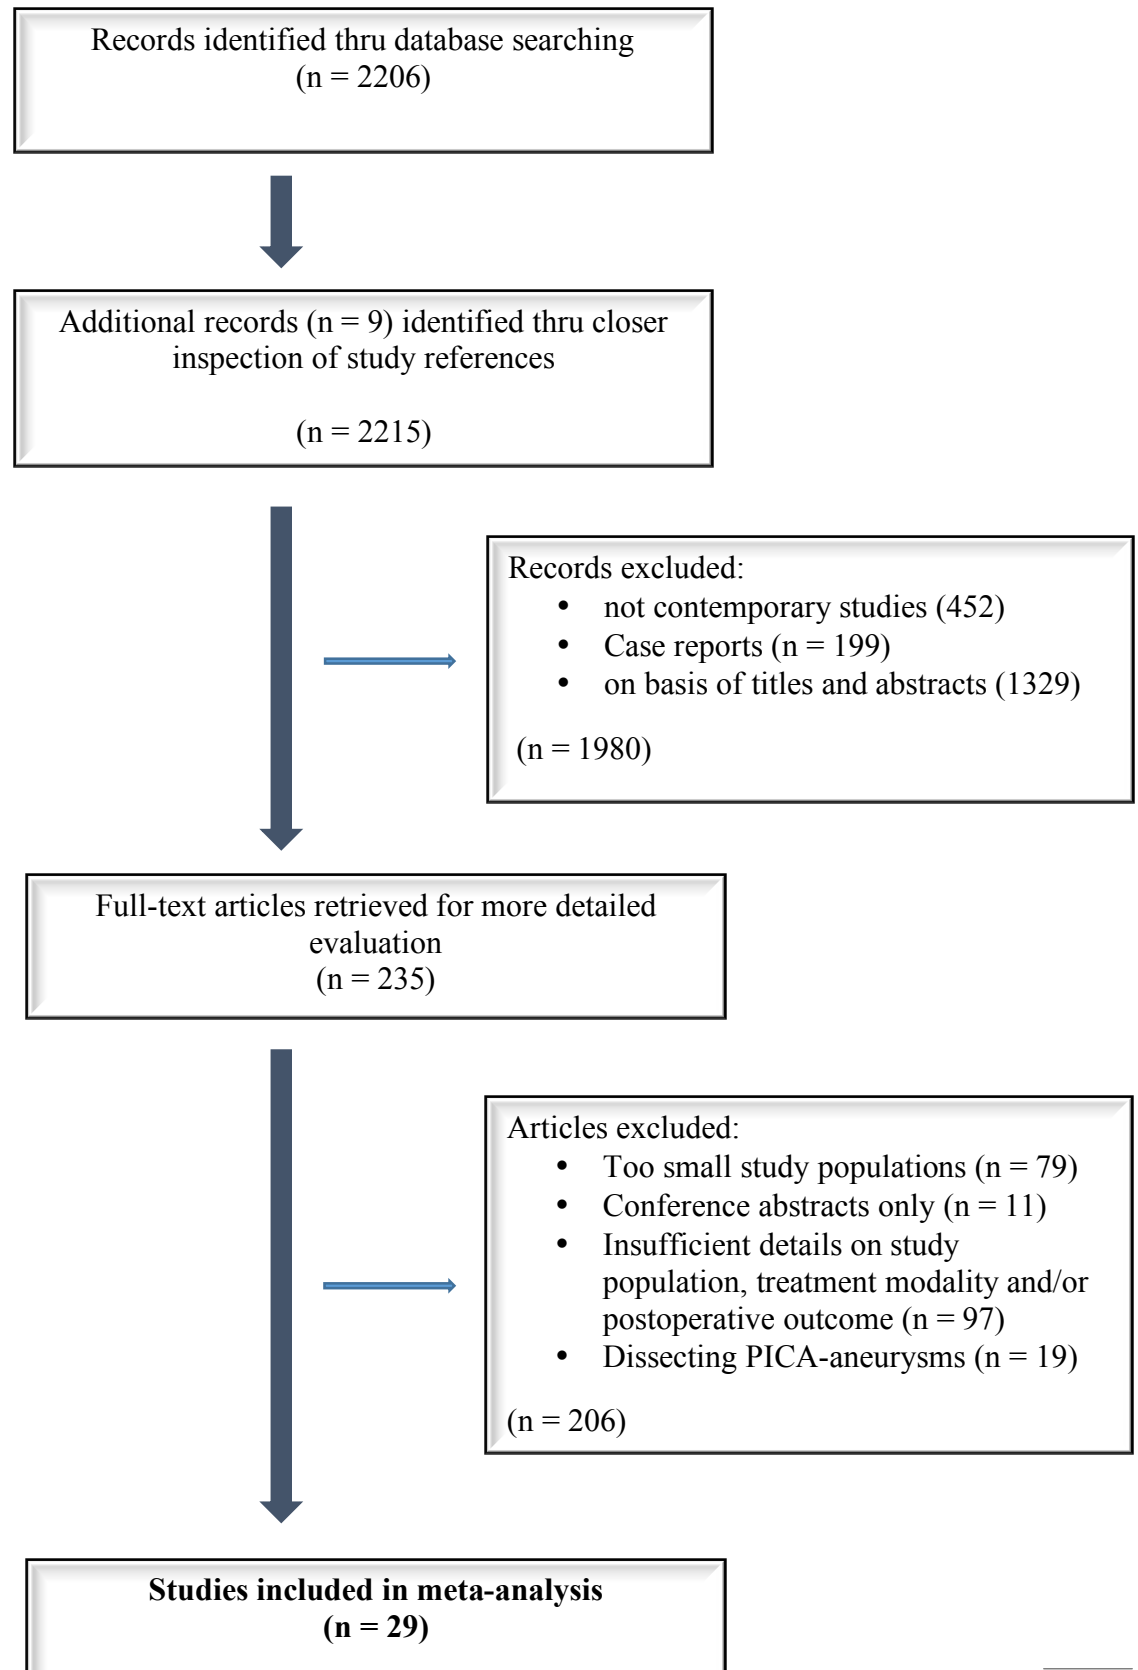 Records identified thru database searching
(n = 2206)
Additional records (n = 9) identified thru closer
inspection of study references
(n = 2215)
Records excluded:
• not contemporary studies (452)
• Case reports (n = 199)
• on basis of titles and abstracts (1329)
(n = 1980)
Full-text articles retrieved for more detailed
evaluation
(n = 235)
Articles excluded:
• Too small study populations (n = 79)
• Conference abstracts only (n = 11)
• Insufficient details on study
population, treatment modality and/or
postoperative outcome (n = 97)
• Dissecting PICA-aneurysms (n = 19)
(n = 206)
Studies included in meta-analysis
(n = 29)